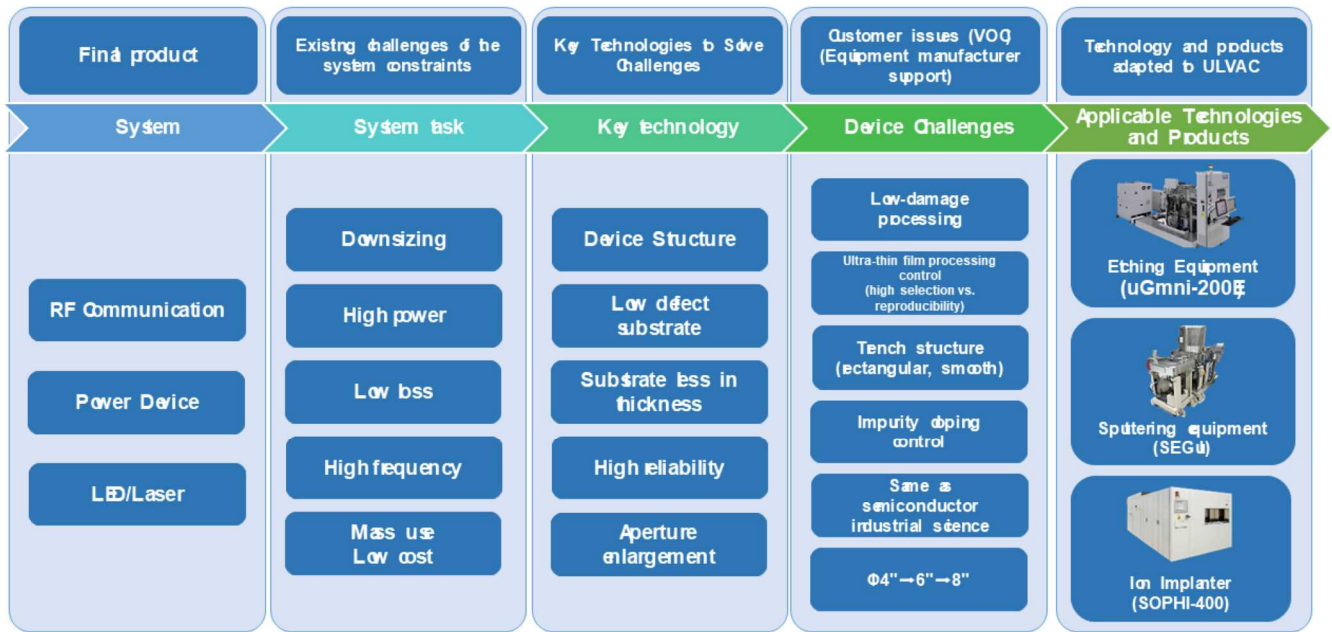 Final product
Existing challenges of the
system constraints
Key Technologies to Solve
Challenges
Customer issues (VOC)
(Equipment manufacturer
support)
Technology and products
adapted to ULVAC
System
System task
Key technology
Device Challenges
Applicable Technologies
and Products
RF Communication
Power Device
LED/Laser
Downsizing
High power
Low loss
High frequency
Mass use
Low cost
Device Structure
Low defect
substrate
Substrate less in
thickness
High reliability
Aperture
enlargement
Low-damage
processing
Ultra-thin film processing
control
(high selection vs.
reproducibility)
Trench structure
(rectangular, smooth)
Impurity doping
control
Same as
semiconductor
industrial science
Φ4"→6"→8"
Etching Equipment
(uGmni-200E)
Sputtering equipment
(SEGul)
Ion Implanter
(SOPHI-400)